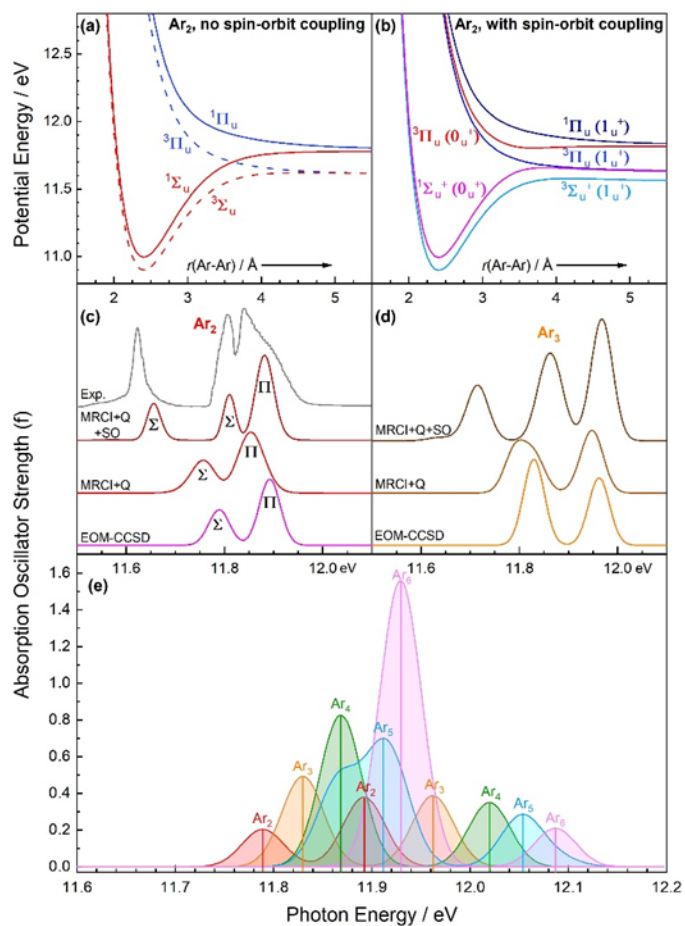 (a) Ar₂, no spin-orbit coupling
(b) Ar₂, with spin-orbit coupling
Potential Energy / eV
12.5
12.0
11.5
11.0
¹Πᵤ
³Πᵤ
¹Σᵤ
³Σᵤ
r(Ar-Ar) / Å
³Πᵤ (0ᵤ⁺)
¹Πᵤ (1ᵤ⁺)
³Πᵤ (1ᵤ⁺)
¹Σᵤ⁺ (0ᵤ⁺)
³Σᵤ⁺ (1ᵤ⁺)
r(Ar-Ar) / Å
2 3 4 5 2 3 4 5
(c) Ar₂
(d) Ar₃
Exp.
MRCI+Q
+SO
Σ Σ Π
MRCI+Q
Σ Π
EOM-CCSD
Σ Π
MRCI+Q+SO
MRCI+Q
EOM-CCSD
11.6 11.8 12.0 eV 11.6 11.8 12.0 eV
Absorption Oscillator Strength (f)
(e)
1.6
1.4
1.2
1.0
0.8
0.6
0.4
0.2
0.0
Ar₆
Ar₄
Ar₅
Ar₃
Ar₂
Ar₂
Ar₃
Ar₄
Ar₅
Ar₆
11.6 11.7 11.8 11.9 12.0 12.1 12.2
Photon Energy / eV